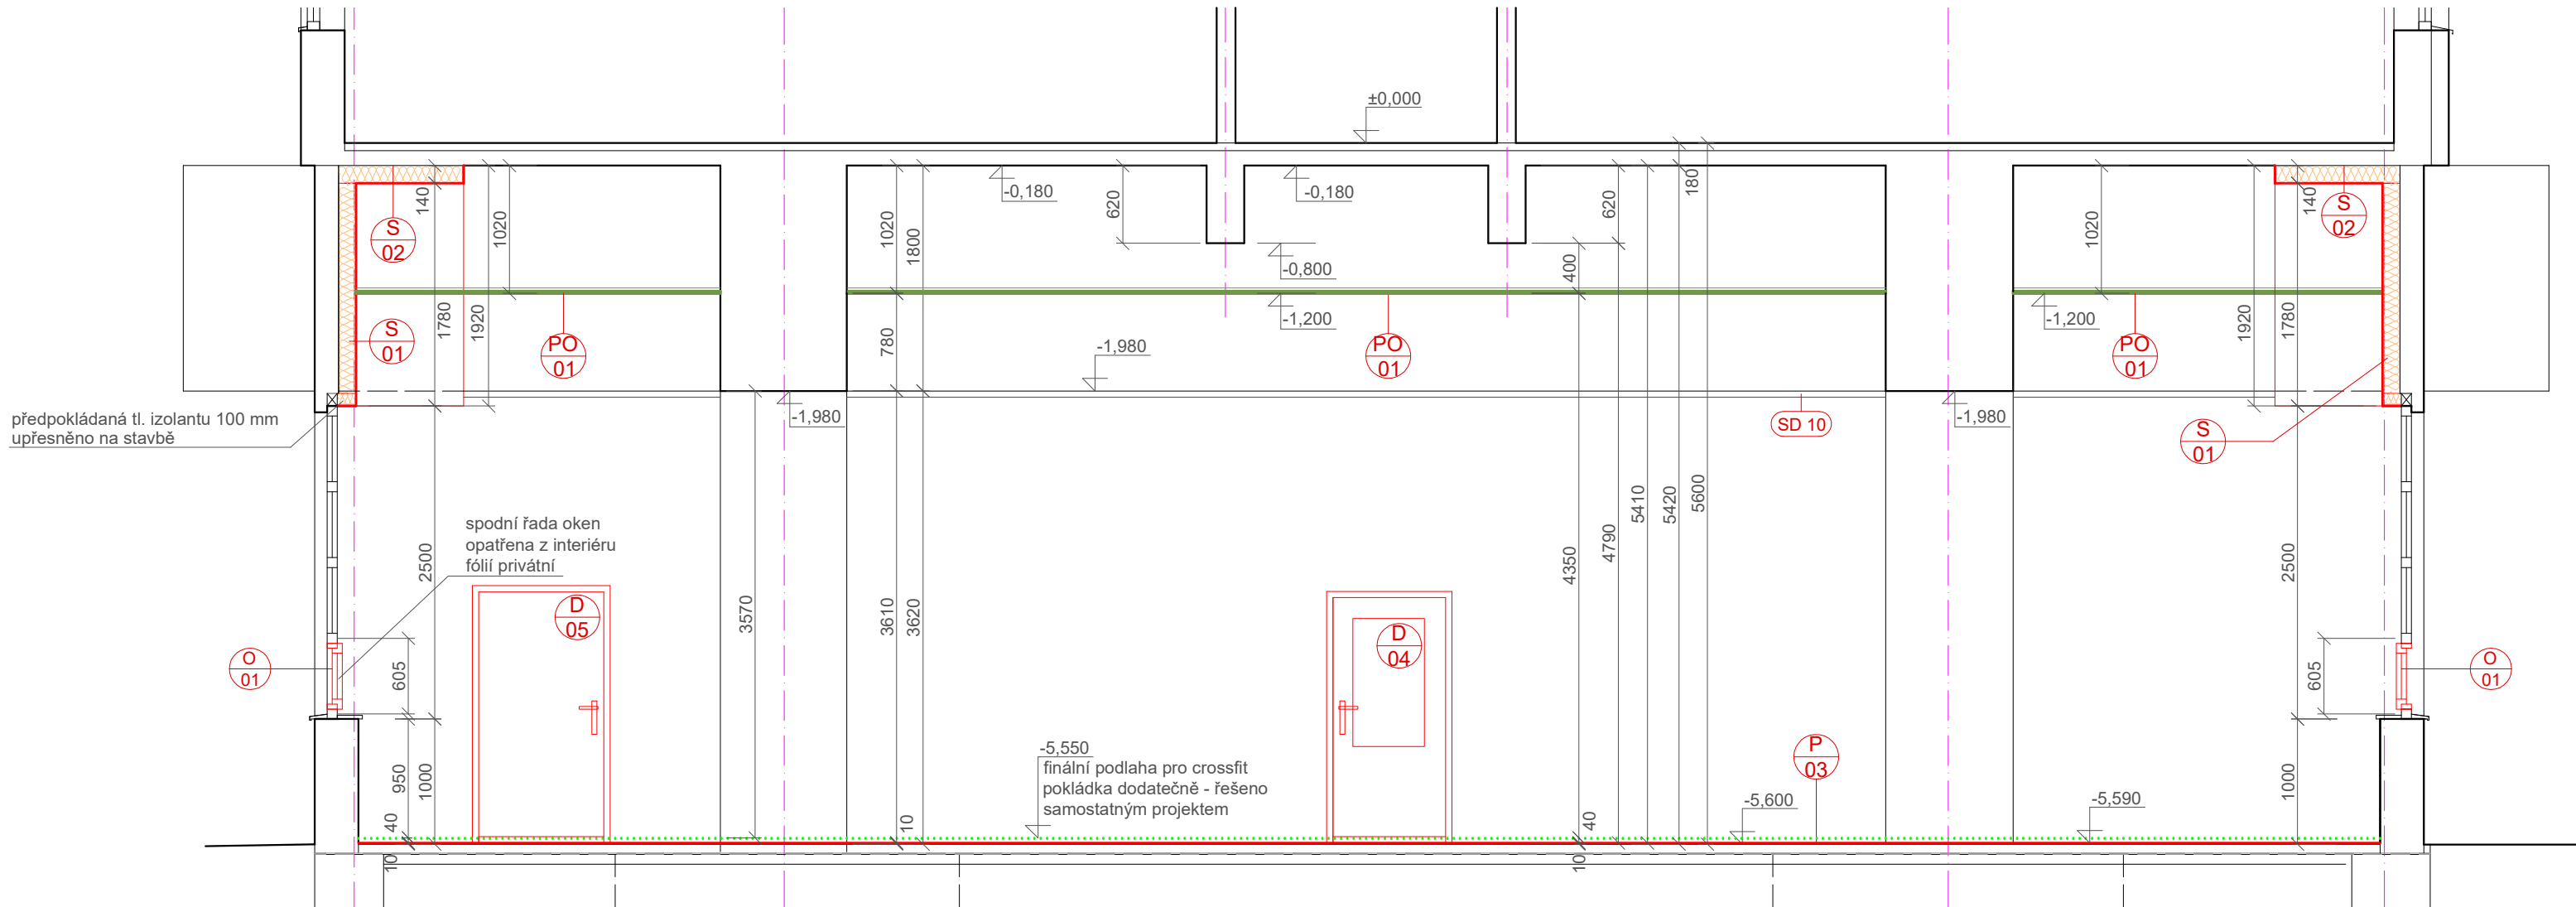 ±0,000
-0,180
-0,180
180
140
1020
1020
1800
620
620
1020
140
S
02
S
02
-0,800
400
-1,200
-1,200
1780
1920
S
01
PO
01
780
-1,980
PO
01
PO
01
1920
1780
předpokládaná tl. izolantu 100 mm
upřesněno na stavbě
-1,980
SD 10
-1,980
S
01
spodní řada oken
opatřena z interiéru
fólií privátní
2500
3570
3610
3620
4350
4790
5410
5420
5600
2500
D
05
D
04
O
01
605
605
O
01
950
1000
40
10
10
-5,550
finální podlaha pro crossfit
pokládka dodatečně - řešeno
samostatným projektem
40
10
P
03
-5,600
-5,590
1000